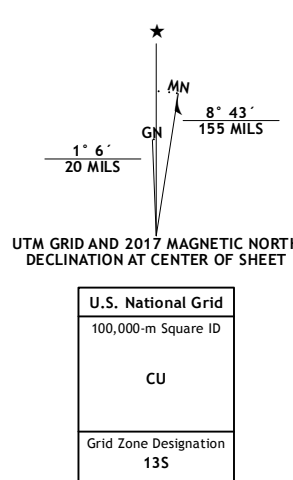 ★
MN
GN
8° 43´
155 MILS
1° 6´
20 MILS
UTM GRID AND 2017 MAGNETIC NORTH
DECLINATION AT CENTER OF SHEET
U.S. National Grid
100,000-m Square ID
CU
Grid Zone Designation
13S